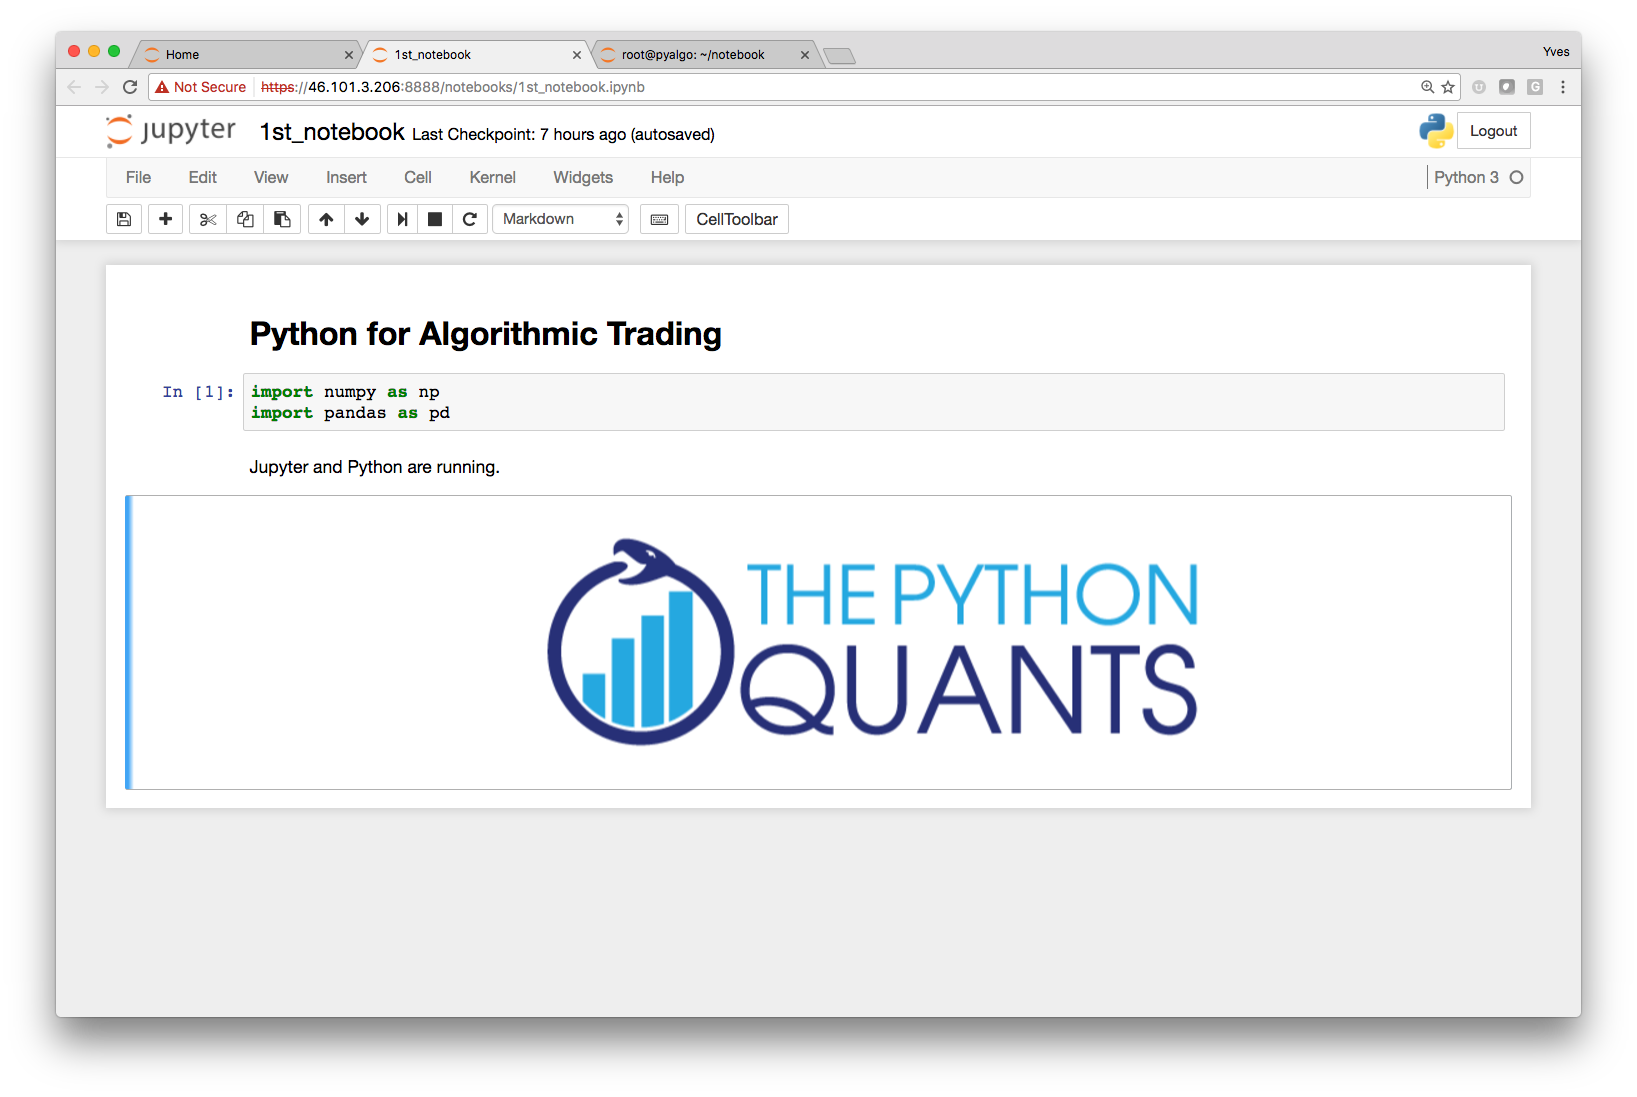 Home
1st_notebook
root@pyalgo: ~/notebook
Yves
Not Secure
https://46.101.3.206:8888/notebooks/1st_notebook.ipynb
jupyter 1st_notebook Last Checkpoint: 7 hours ago (autosaved)
Logout
File Edit View Insert Cell Kernel Widgets Help
Python 3
Markdown
CellToolbar
Python for Algorithmic Trading
In [1]: import numpy as np
import pandas as pd
Jupyter and Python are running.
THE PYTHON
QUANTS